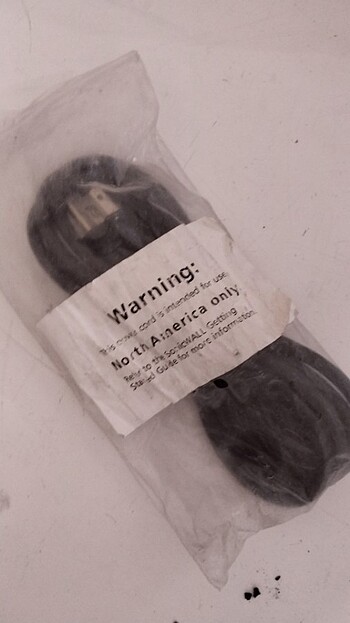 Warning:
This power cord is intended for use
North America only
Refer to the SonicWALL Getting
Started Guide for more information.